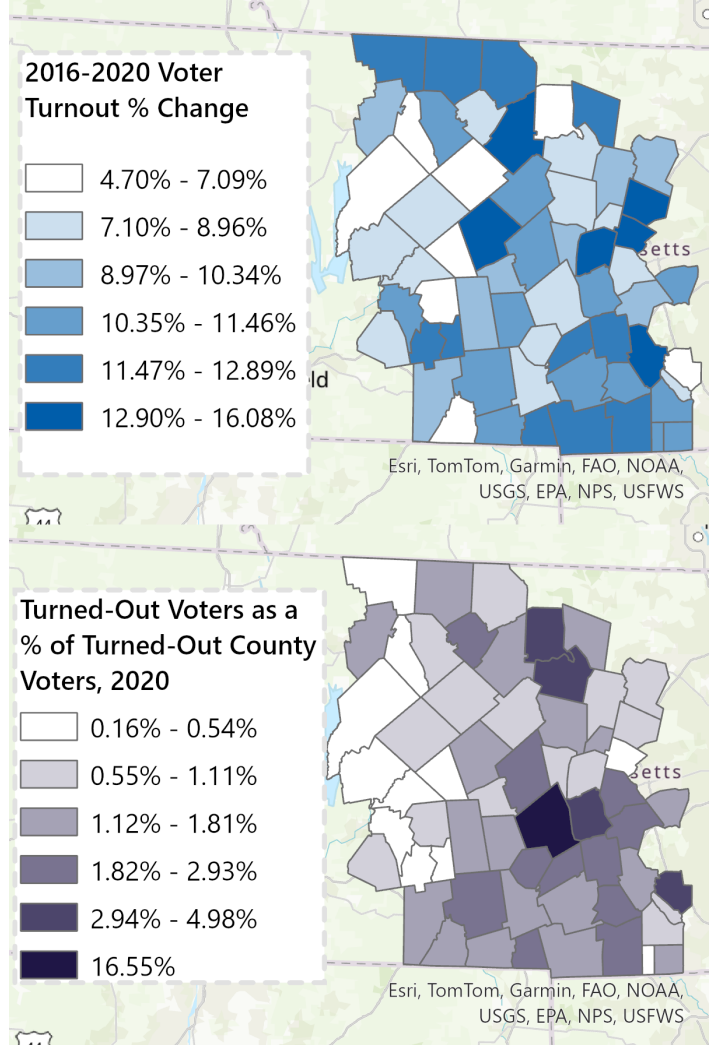 2016-2020 Voter
Turnout % Change
4.70% - 7.09%
7.10% - 8.96%
8.97% - 10.34%
10.35% - 11.46%
11.47% - 12.89%
12.90% - 16.08%
setts
ld
Esri, TomTom, Garmin, FAO, NOAA,
USGS, EPA, NPS, USFWS
44
Turned-Out Voters as a
% of Turned-Out County
Voters, 2020
0.16% - 0.54%
0.55% - 1.11%
1.12% - 1.81%
1.82% - 2.93%
2.94% - 4.98%
16.55%
setts
Esri, TomTom, Garmin, FAO, NOAA,
USGS, EPA, NPS, USFWS
44